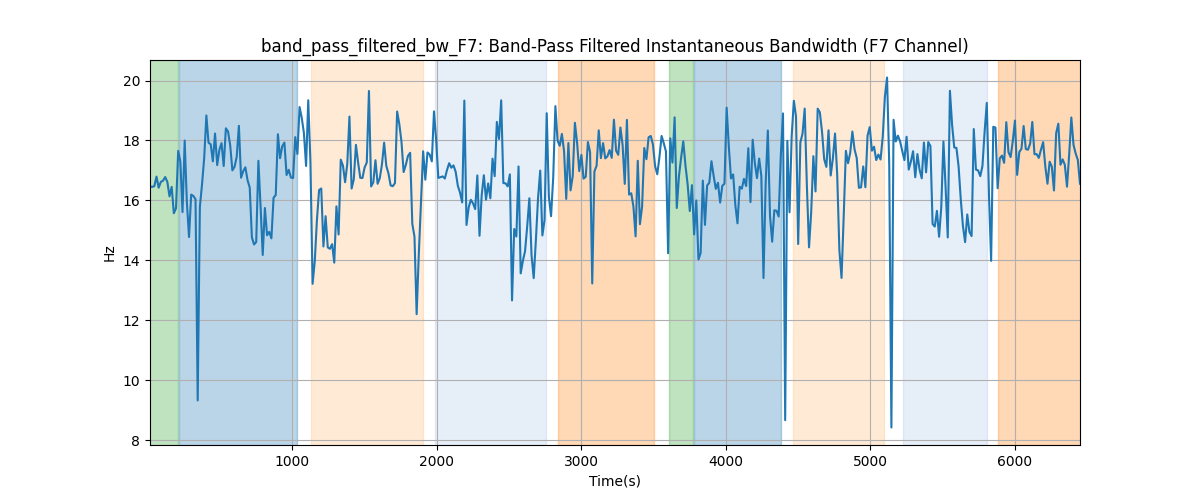 band_pass_filtered_bw_F7: Band-Pass Filtered Instantaneous Bandwidth (F7 Channel)
20
18
16
14
12
10
8
Hz
1000 2000 3000 4000 5000 6000
Time(s)